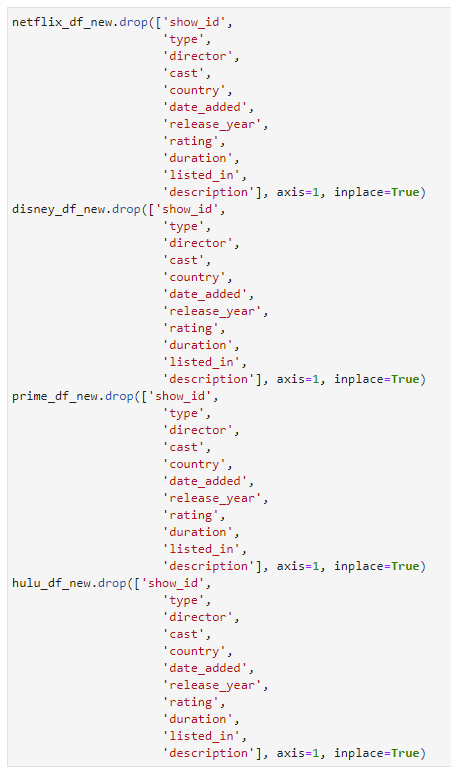 netflix_df_new.drop(['show_id',
                     'type',
                     'director',
                     'cast',
                     'country',
                     'date_added',
                     'release_year',
                     'rating',
                     'duration',
                     'listed_in',
                     'description'], axis=1, inplace=True)
disney_df_new.drop(['show_id',
                     'type',
                     'director',
                     'cast',
                     'country',
                     'date_added',
                     'release_year',
                     'rating',
                     'duration',
                     'listed_in',
                     'description'], axis=1, inplace=True)
prime_df_new.drop(['show_id',
                     'type',
                     'director',
                     'cast',
                     'country',
                     'date_added',
                     'release_year',
                     'rating',
                     'duration',
                     'listed_in',
                     'description'], axis=1, inplace=True)
hulu_df_new.drop(['show_id',
                     'type',
                     'director',
                     'cast',
                     'country',
                     'date_added',
                     'release_year',
                     'rating',
                     'duration',
                     'listed_in',
                     'description'], axis=1, inplace=True)